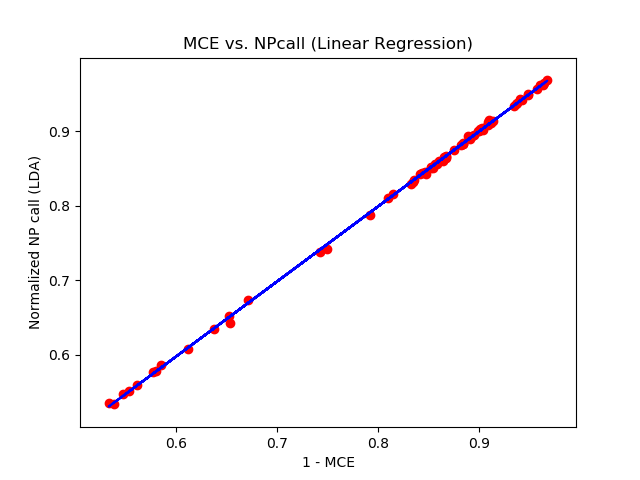 MCE vs. NPcall (Linear Regression)
Normalized NP call (LDA)
0.9
0.8
0.7
0.6
0.6 0.7 0.8 0.9
1 - MCE